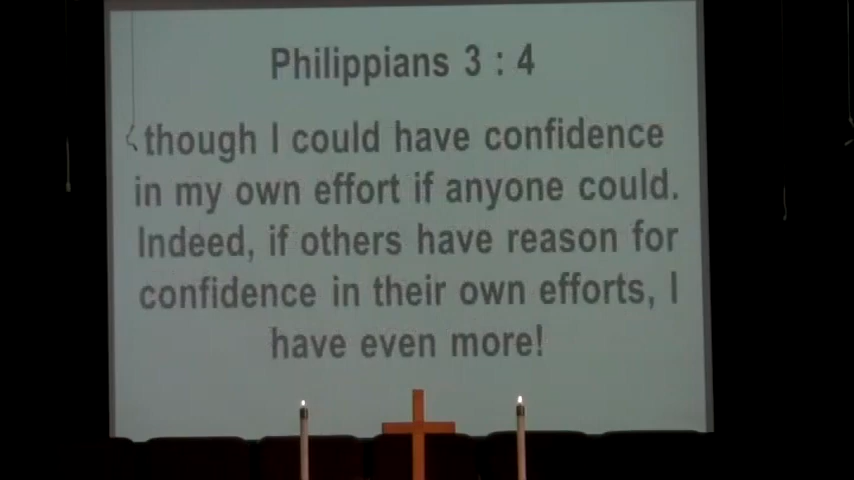 Philippians 3 : 4
though I could have confidence
in my own effort if anyone could.
Indeed, if others have reason for
confidence in their own efforts, I
have even more!